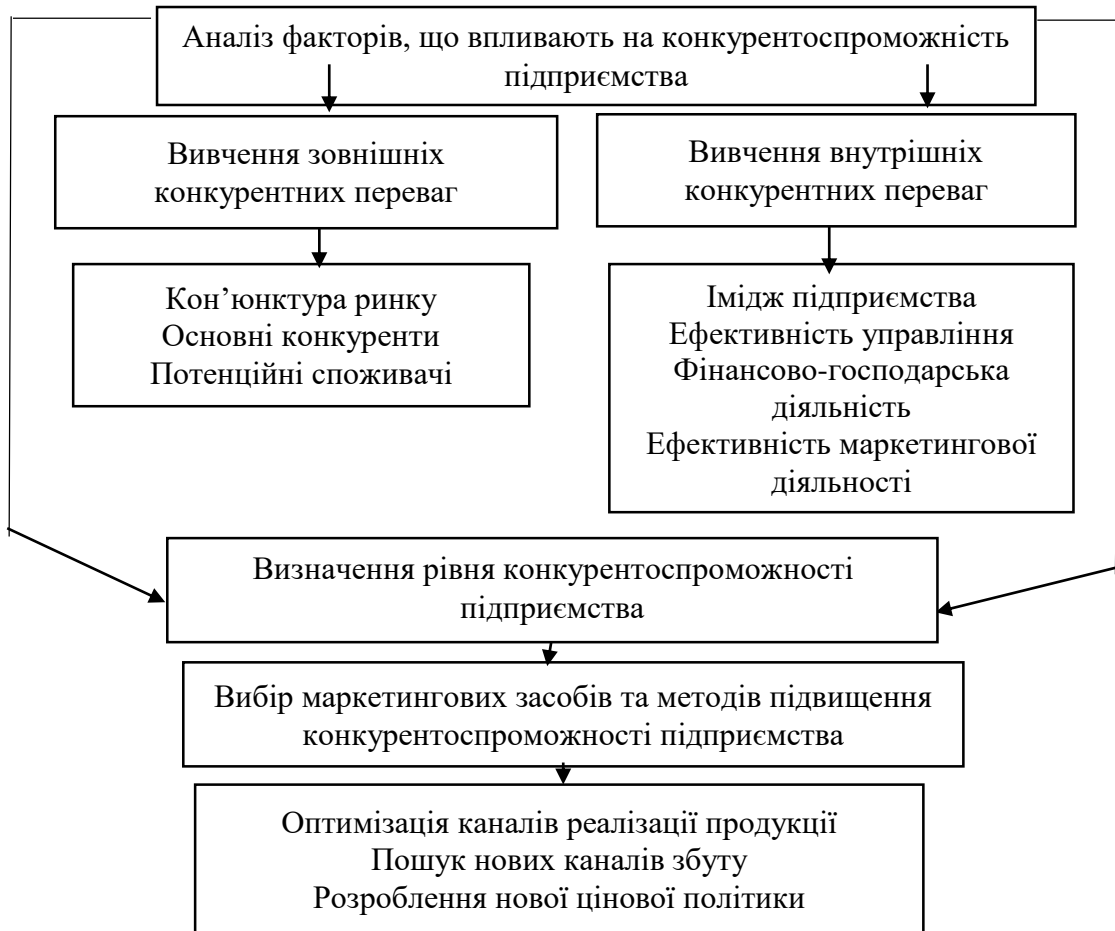 Аналіз факторів, що впливають на конкурентоспроможність
підприємства
Вивчення зовнішніх
конкурентних переваг
Вивчення внутрішніх
конкурентних переваг
Кон’юнктура ринку
Основні конкуренти
Потенційні споживачі
Імідж підприємства
Ефективність управління
Фінансово-господарська
діяльність
Ефективність маркетингової
діяльності
Визначення рівня конкурентоспроможності
підприємства
Вибір маркетингових засобів та методів підвищення
конкурентоспроможності підприємства
Оптимізація каналів реалізації продукції
Пошук нових каналів збуту
Розроблення нової цінової політики